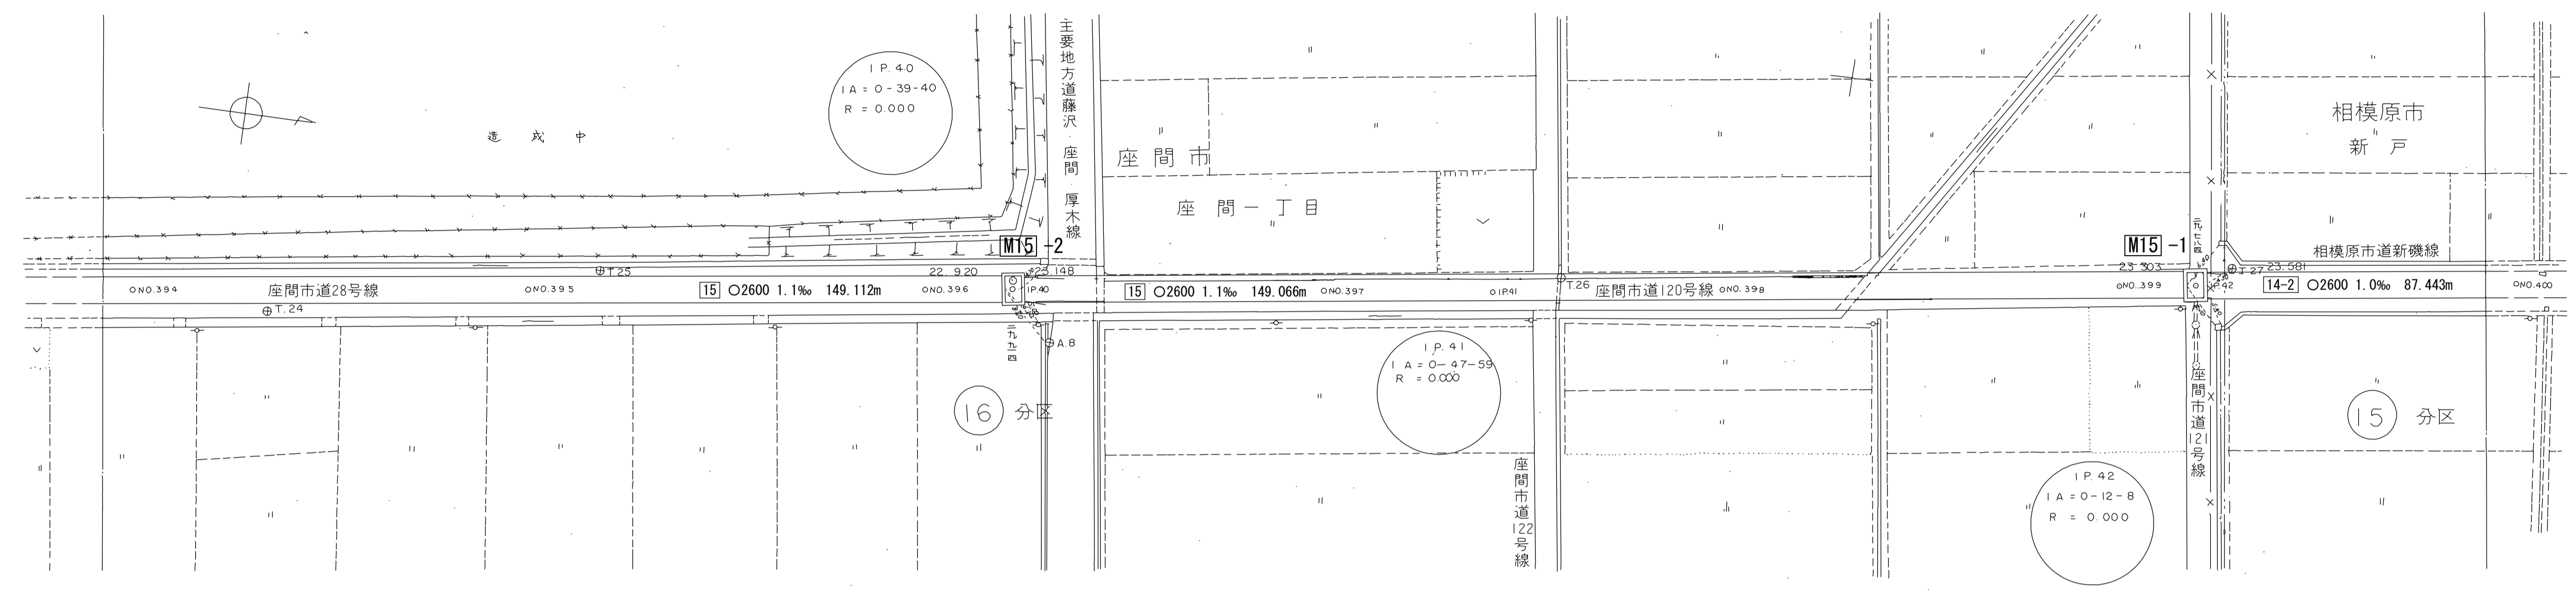 主要地方道藤沢・座間・厚木線
I P. 40
I A = 0-39-40
R = 0.000
造成中
座間市
座間一丁目
相模原市
新戸
M15 -2
M15 -1
相模原市道新磯線
T.25
22.920
23.148
T.26
23.303
T.27
23.581
NO.394
座間市道28号線
NO.395
15 ○2600 1.1‰ 149.112m
NO.396
IP.40
15 ○2600 1.1‰ 149.066m
NO.397
IP.41
座間市道120号線
NO.398
NO.399
IP.42
14-2 ○2600 1.0‰ 87.443m
NO.400
T.24
A.8
I P. 41
I A = 0-47-59
R = 0.000
16 分区
15 分区
座間市道121号線
座間市道122号線
I P. 42
I A = 0-12-8
R = 0.000